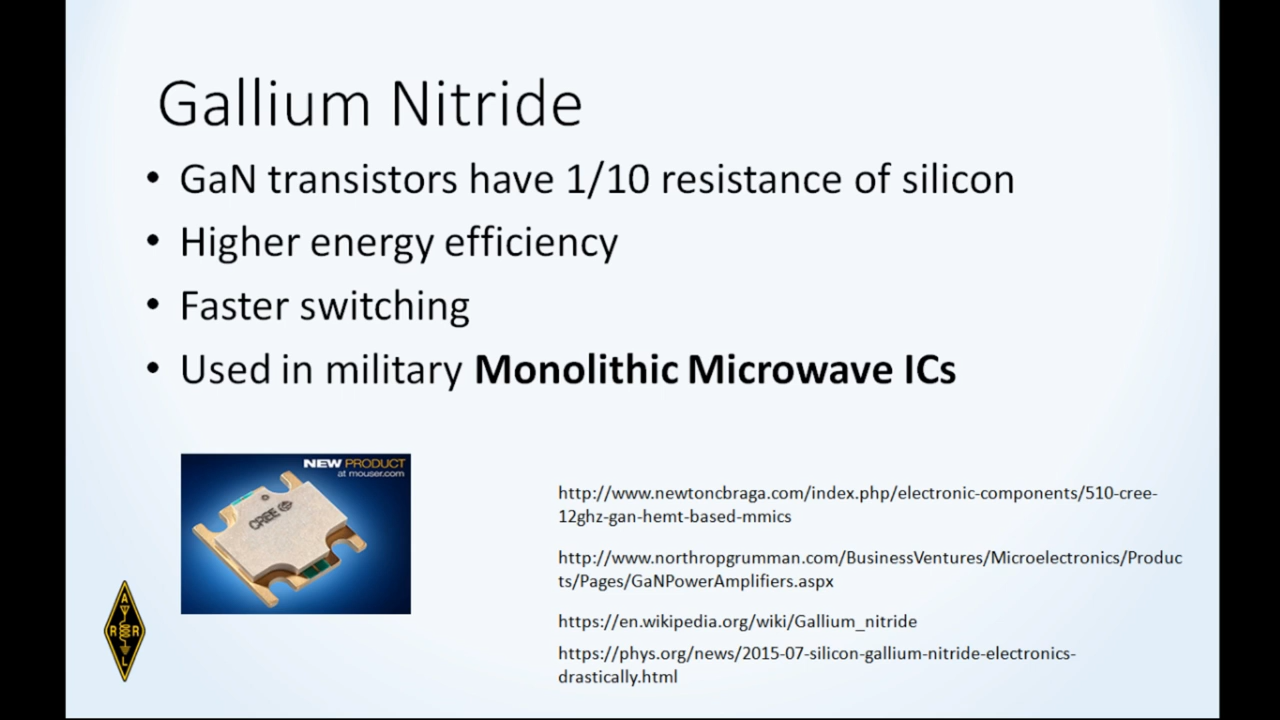 Gallium Nitride
• GaN transistors have 1/10 resistance of silicon
• Higher energy efficiency
• Faster switching
• Used in military Monolithic Microwave ICs
NEW PRODUCT
at mouser.com
CREE
http://www.newtoncbraga.com/index.php/electronic-components/510-cree-
12ghz-gan-hemt-based-mmics
http://www.northropgrumman.com/BusinessVentures/Microelectronics/Produc
ts/Pages/GaNPowerAmplifiers.aspx
https://en.wikipedia.org/wiki/Gallium_nitride
https://phys.org/news/2015-07-silicon-gallium-nitride-electronics-
drastically.html
A
R R
L